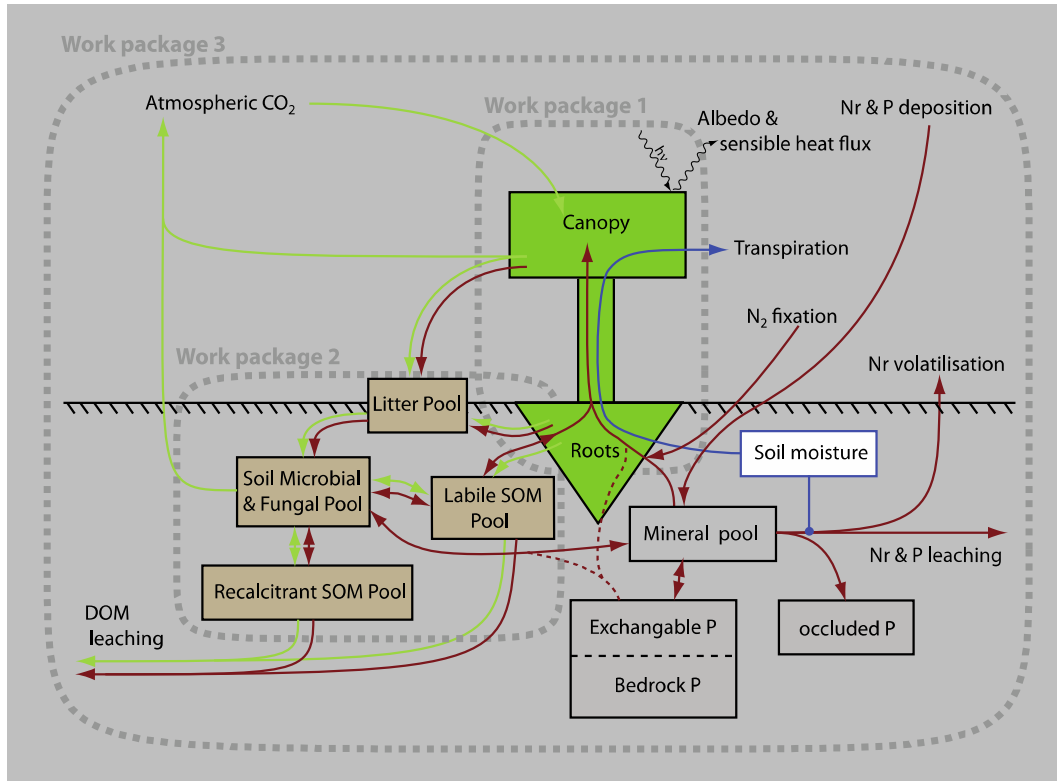 Work package 3
Atmospheric CO₂
Work package 1
Nr & P deposition
Albedo &
sensible heat flux
hv
Canopy
Transpiration
N₂ fixation
Work package 2
Nr volatilisation
Litter Pool
Roots
Soil moisture
Soil Microbial
& Fungal Pool
Labile SOM
Pool
Mineral pool
Nr & P leaching
Recalcitrant SOM Pool
DOM
leaching
Exchangable P
occluded P
Bedrock P